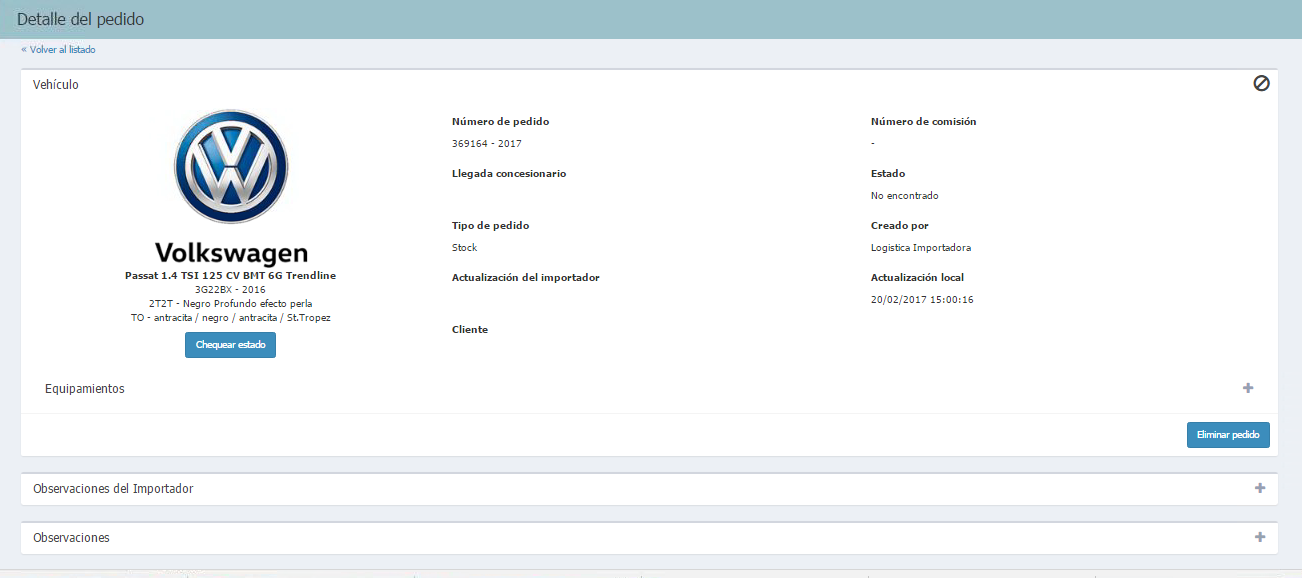 Detalle del pedido
« Volver al listado
Vehículo
Volkswagen
Passat 1.4 TSI 125 CV BMT 6G Trendline
3G22BX - 2016
2T2T - Negro Profundo efecto perla
TO - antracita / negro / antracita / St.Tropez
Chequear estado
Número de pedido
369164 - 2017
Número de comisión
-
Llegada concesionario
Estado
No encontrado
Tipo de pedido
Stock
Creado por
Logistica Importadora
Actualización del importador
Actualización local
20/02/2017 15:00:16
Cliente
Equipamientos
Eliminar pedido
Observaciones del Importador
Observaciones